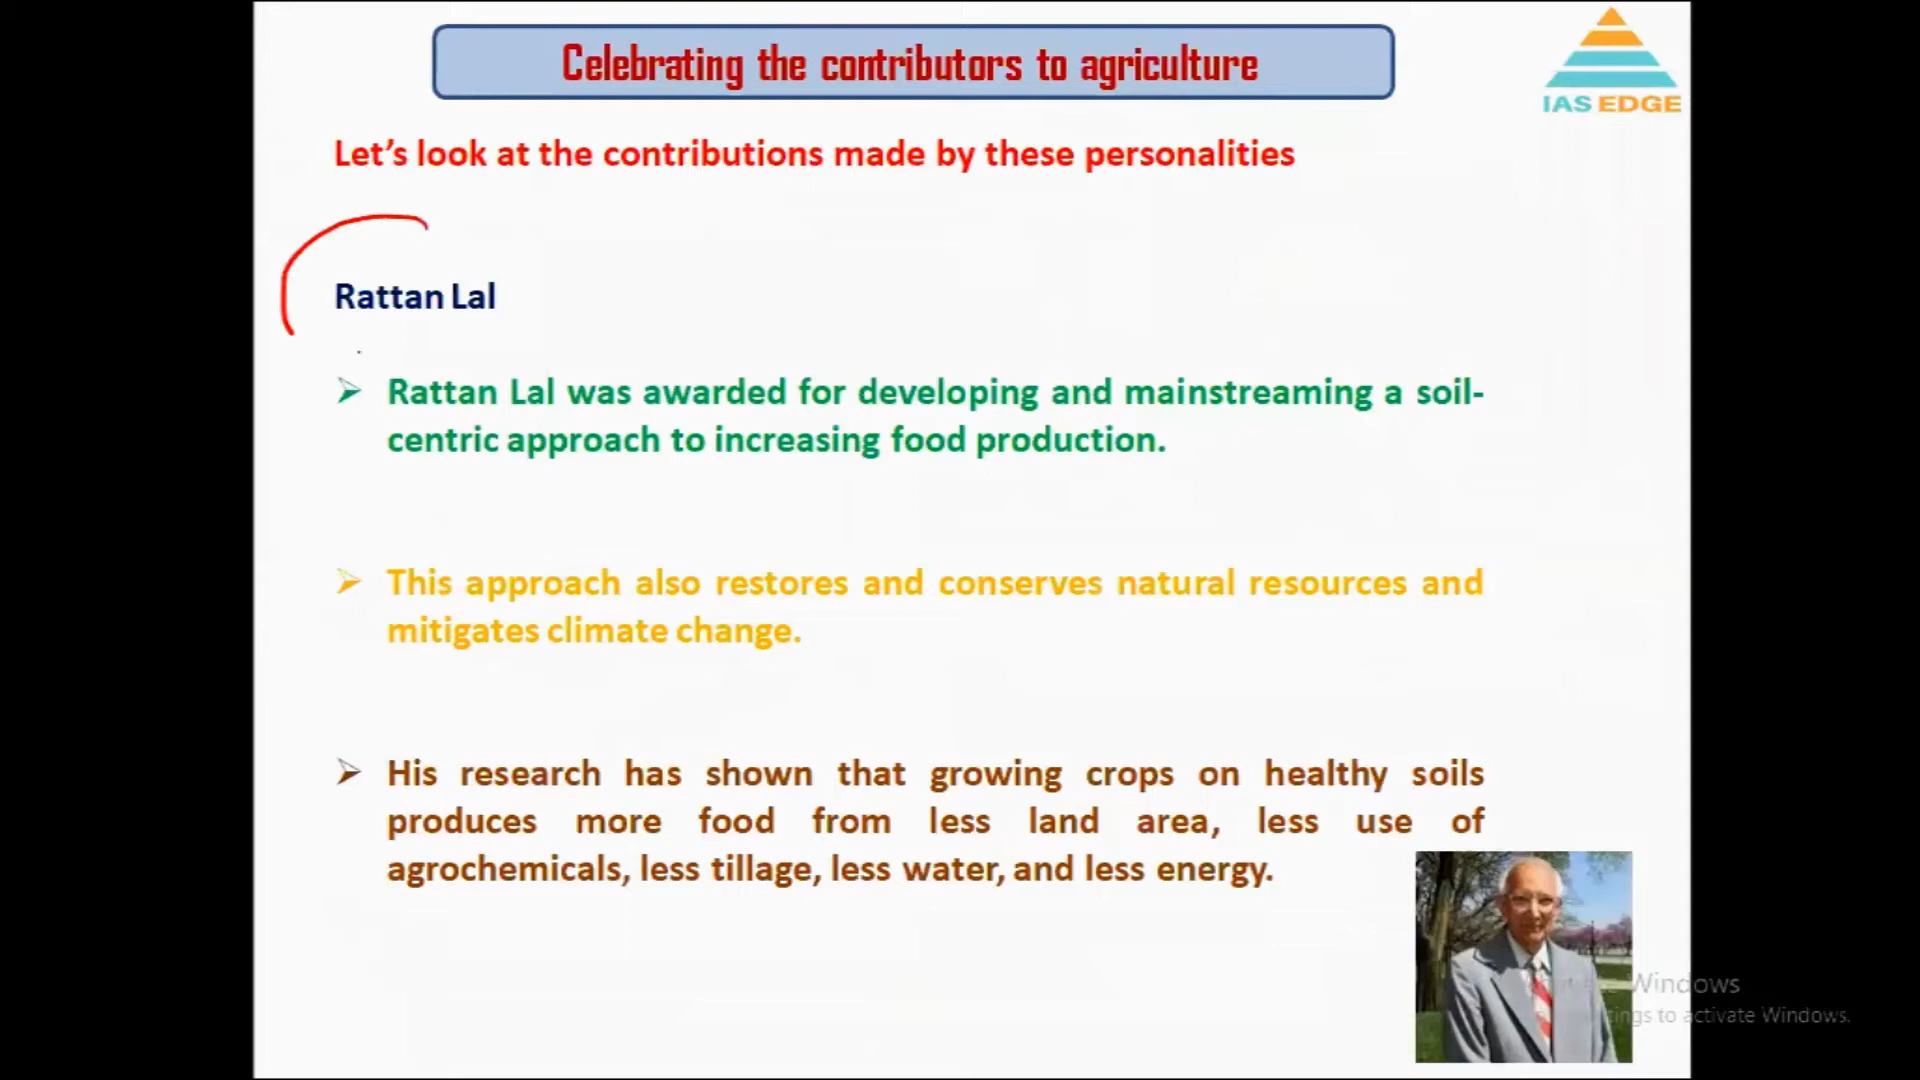 Celebrating the contributors to agriculture
IAS EDGE
Let's look at the contributions made by these personalities
Rattan Lal
Rattan Lal was awarded for developing and mainstreaming a soil-
centric approach to increasing food production.
This approach also restores and conserves natural resources and
mitigates climate change.
His research has shown that growing crops on healthy soils
produces more food from less land area, less use of
agrochemicals, less tillage, less water, and less energy.
Windows
to activate Windows.